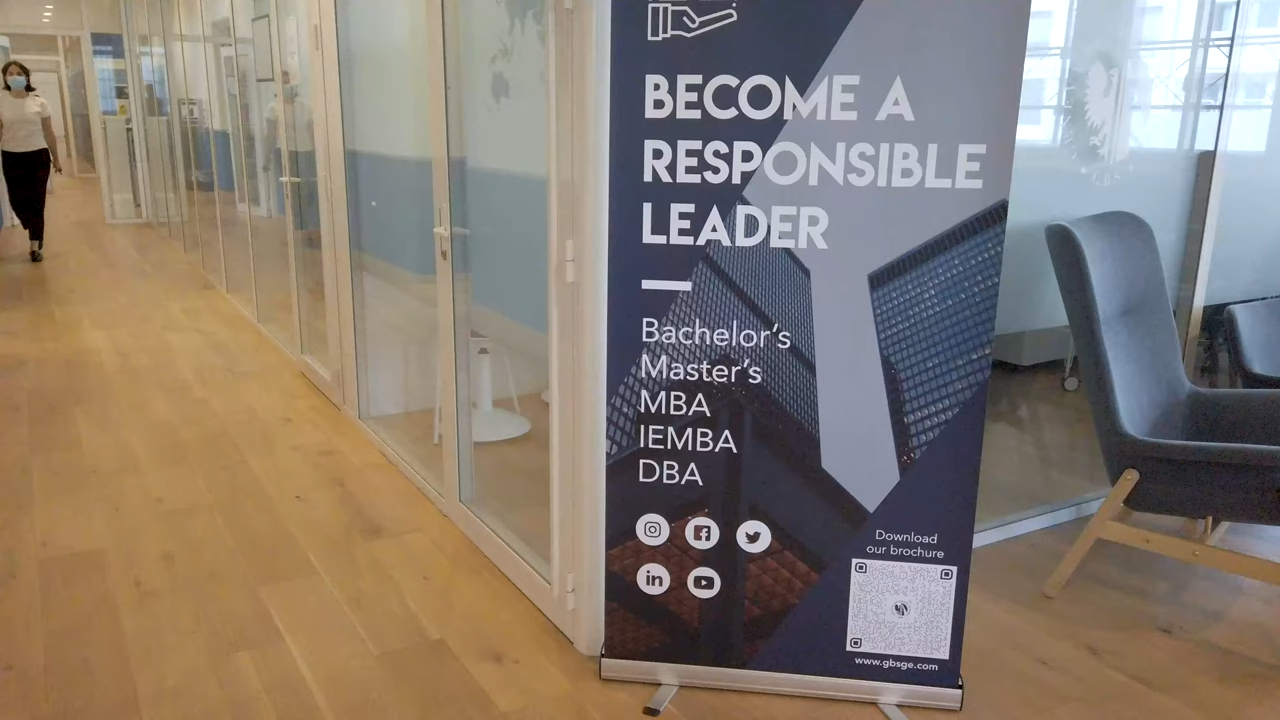 BECOME A
RESPONSIBLE
LEADER
Bachelor's
Master's
MBA
IEMBA
DBA
Download
our brochure
www.gbsge.com